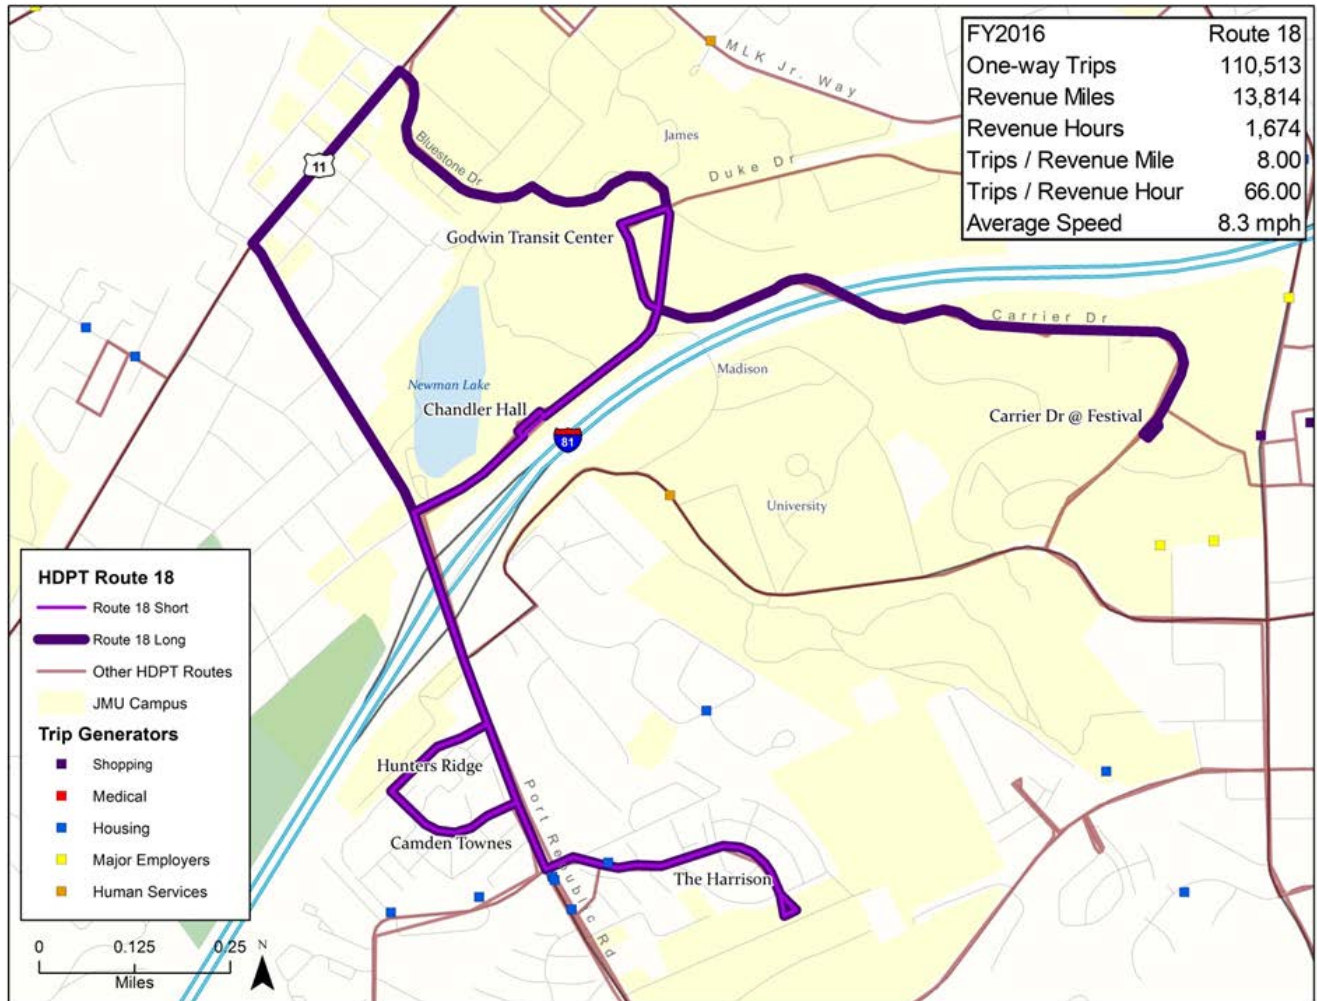 FY2016 Route 18
One-way Trips 110,513
Revenue Miles 13,814
Revenue Hours 1,674
Trips / Revenue Mile 8.00
Trips / Revenue Hour 66.00
Average Speed 8.3 mph
MLK Jr. Way
James
11
Bluestone Dr
Duke Dr
Godwin Transit Center
Carrier Dr
Madison
Newman Lake
Chandler Hall
Carrier Dr @ Festival
81
University
HDPT Route 18
Route 18 Short
Route 18 Long
Other HDPT Routes
JMU Campus
Trip Generators
Shopping
Medical
Housing
Major Employers
Human Services
Hunters Ridge
Port Republic Rd
Camden Townes
The Harrison
0 0.125 0.25
Miles
N